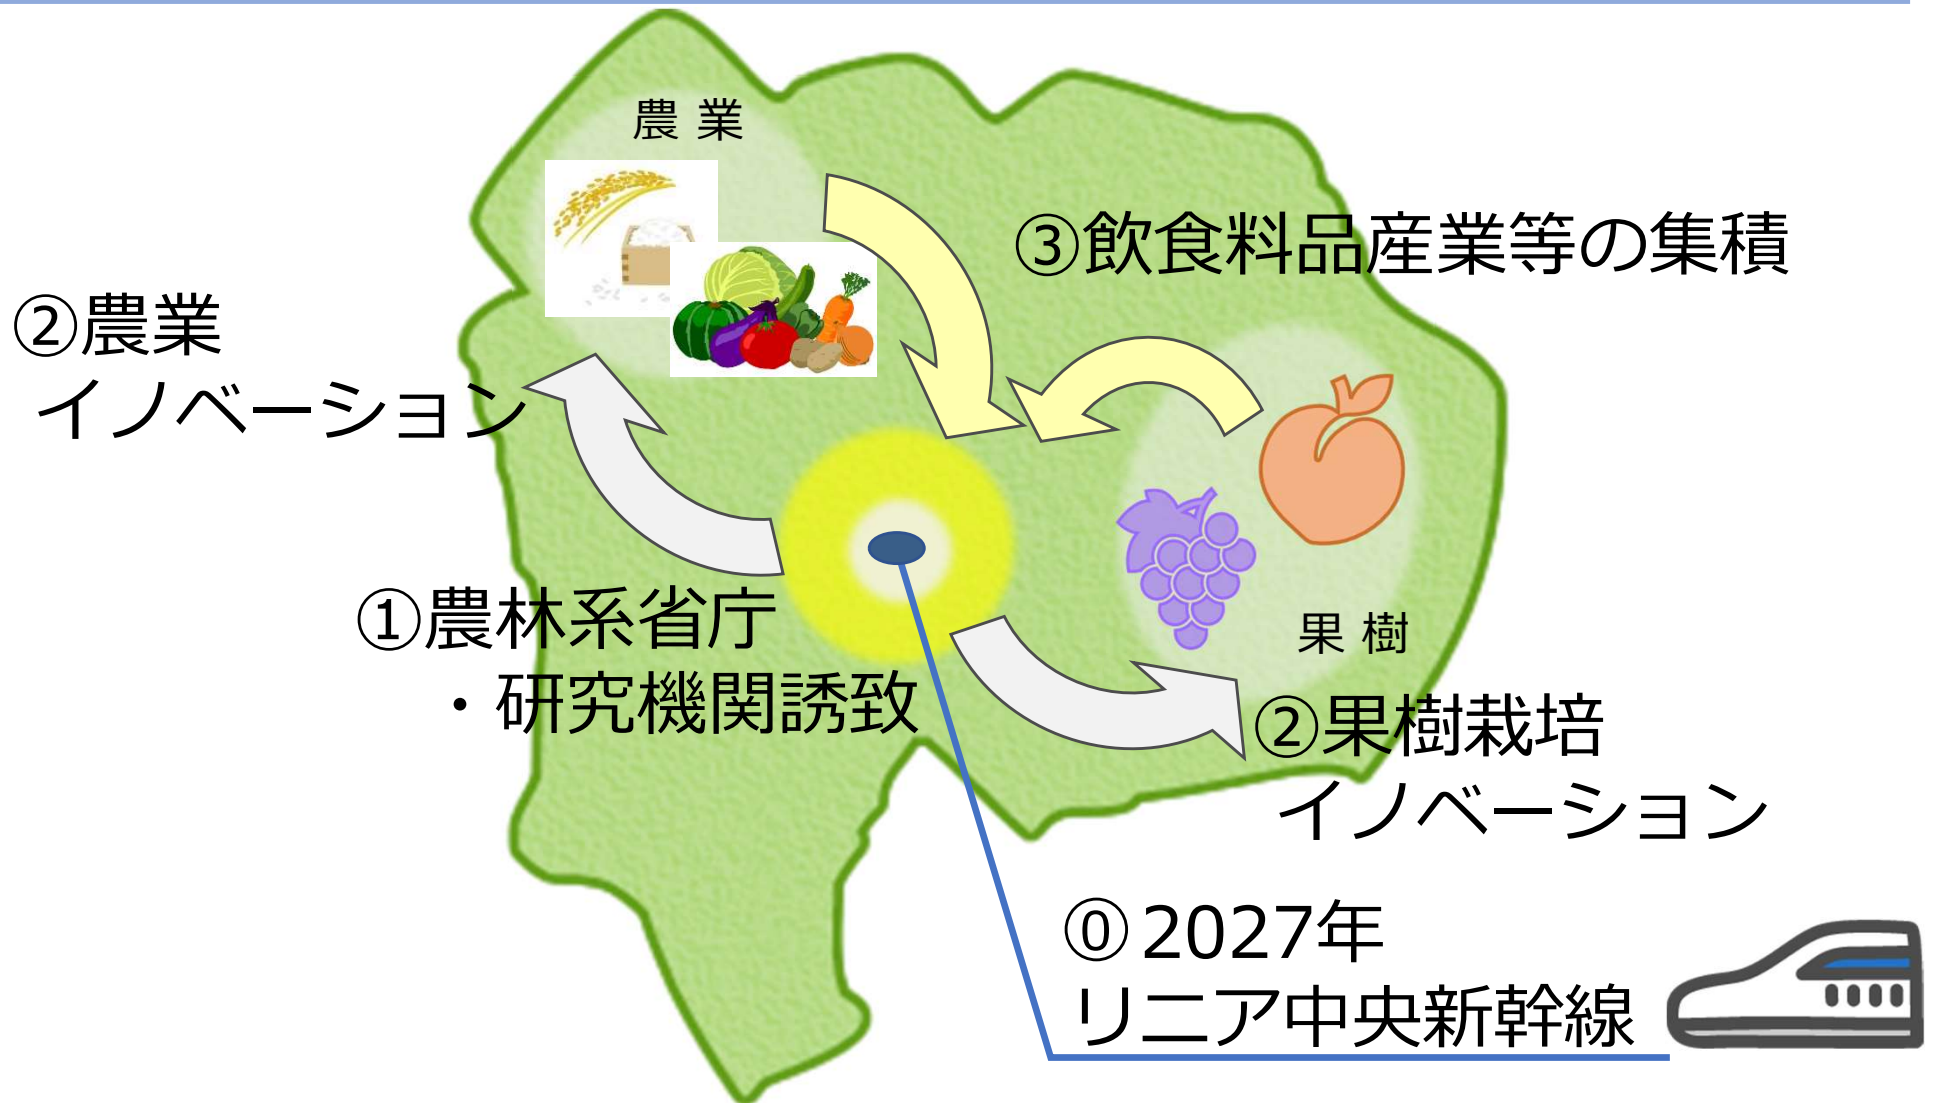 農 業
③飲食料品産業等の集積
②農業
イノベーション
①農林系省庁
・研究機関誘致
果 樹
②果樹栽培
イノベーション
⓪2027年
リニア中央新幹線